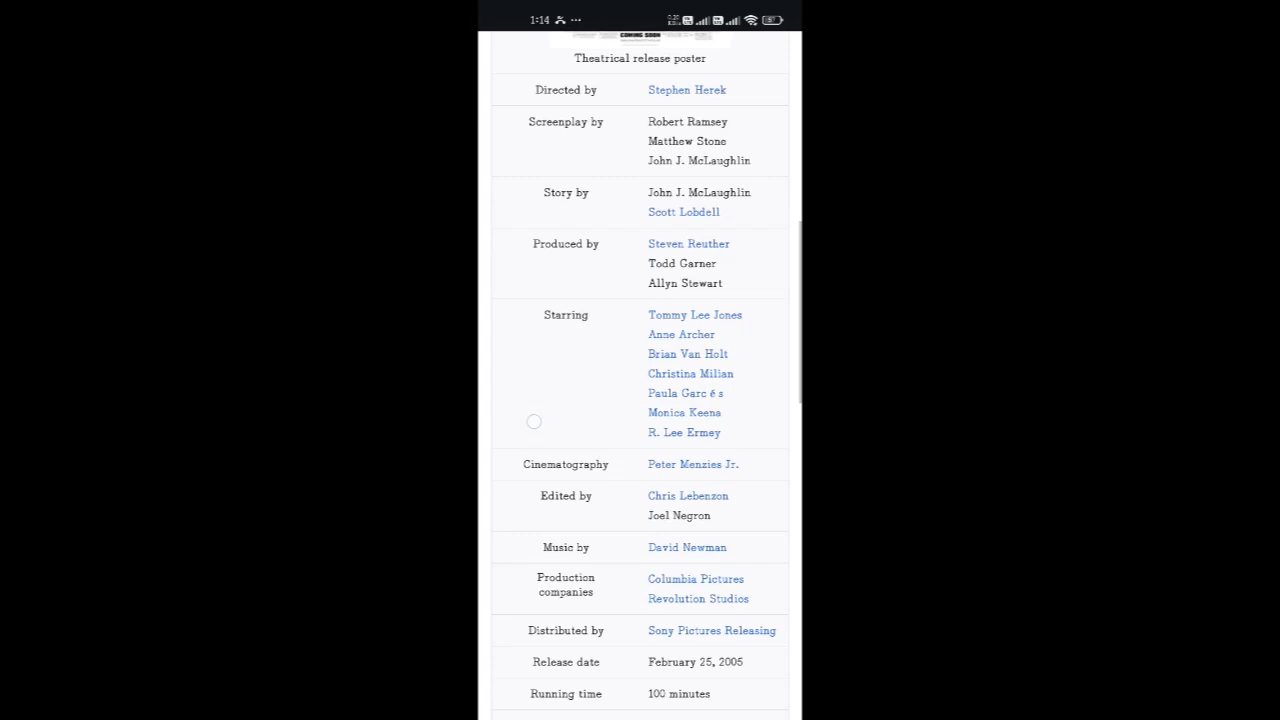 1:14
COMING SOON
Theatrical release poster
Directed by Stephen Herek
Screenplay by Robert Ramsey
Matthew Stone
John J. McLaughlin
Story by John J. McLaughlin
Scott Lobdell
Produced by Steven Reuther
Todd Garner
Allyn Stewart
Starring Tommy Lee Jones
Anne Archer
Brian Van Holt
Christina Milian
Paula Garc é s
Monica Keena
R. Lee Ermey
Cinematography Peter Menzies Jr.
Edited by Chris Lebenzon
Joel Negron
Music by David Newman
Production companies Columbia Pictures
Revolution Studios
Distributed by Sony Pictures Releasing
Release date February 25, 2005
Running time 100 minutes